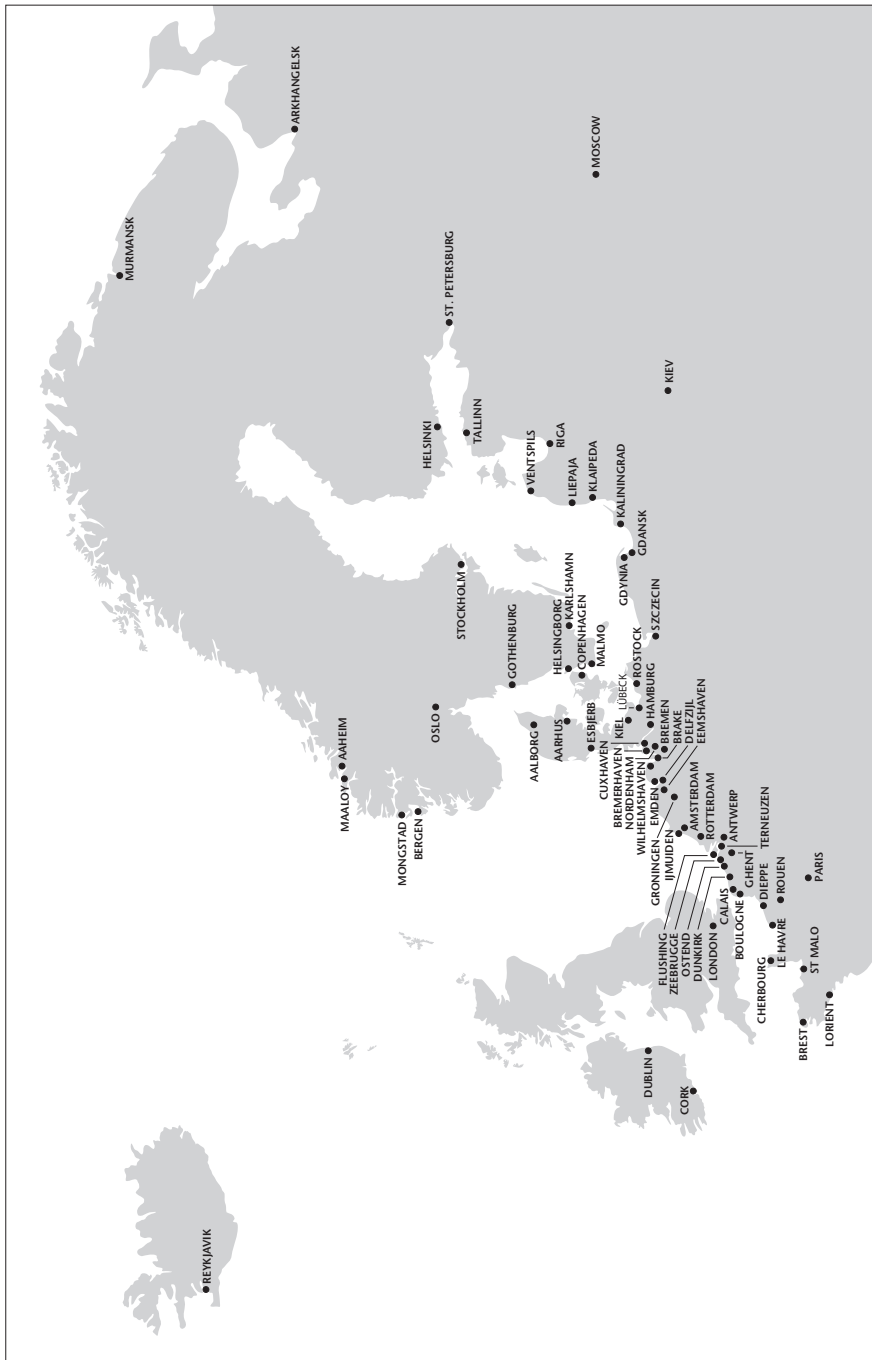 MURMANSK
ARKHANGELSK
REYKJAVIK
MAALOY
AAHEIM
MONGSTAD
BERGEN
OSLO
HELSINKI
ST. PETERSBURG
STOCKHOLM
TALLINN
GOTHENBURG
VENTSPILS
AALBORG
RIGA
AARHUS
HELSINGBORG
KARLSHAMN
LIEPAJA
COPENHAGEN
ESBJERB
MALMO
KLAIPEDA
MOSCOW
CUXHAVEN
KIEL
LÜBECK
GDYNIA
KALININGRAD
BREMERHAVEN
ROSTOCK
GDANSK
NORDENHAM
HAMBURG
SZCZECIN
WILHELMSHAVEN
BREMEN
KIEV
EMDEN
BRAKE
DELFZIJL
EEMSHAVEN
DUBLIN
GRONINGEN
IJMUIDEN
AMSTERDAM
CORK
ROTTERDAM
FLUSHING
ANTWERP
ZEEBRUGGE
TERNEUZEN
OSTEND
DUNKIRK
LONDON
CALAIS
GHENT
BOULOGNE
DIEPPE
CHERBOURG
ROUEN
LE HAVRE
PARIS
BREST
ST MALO
LORIENT